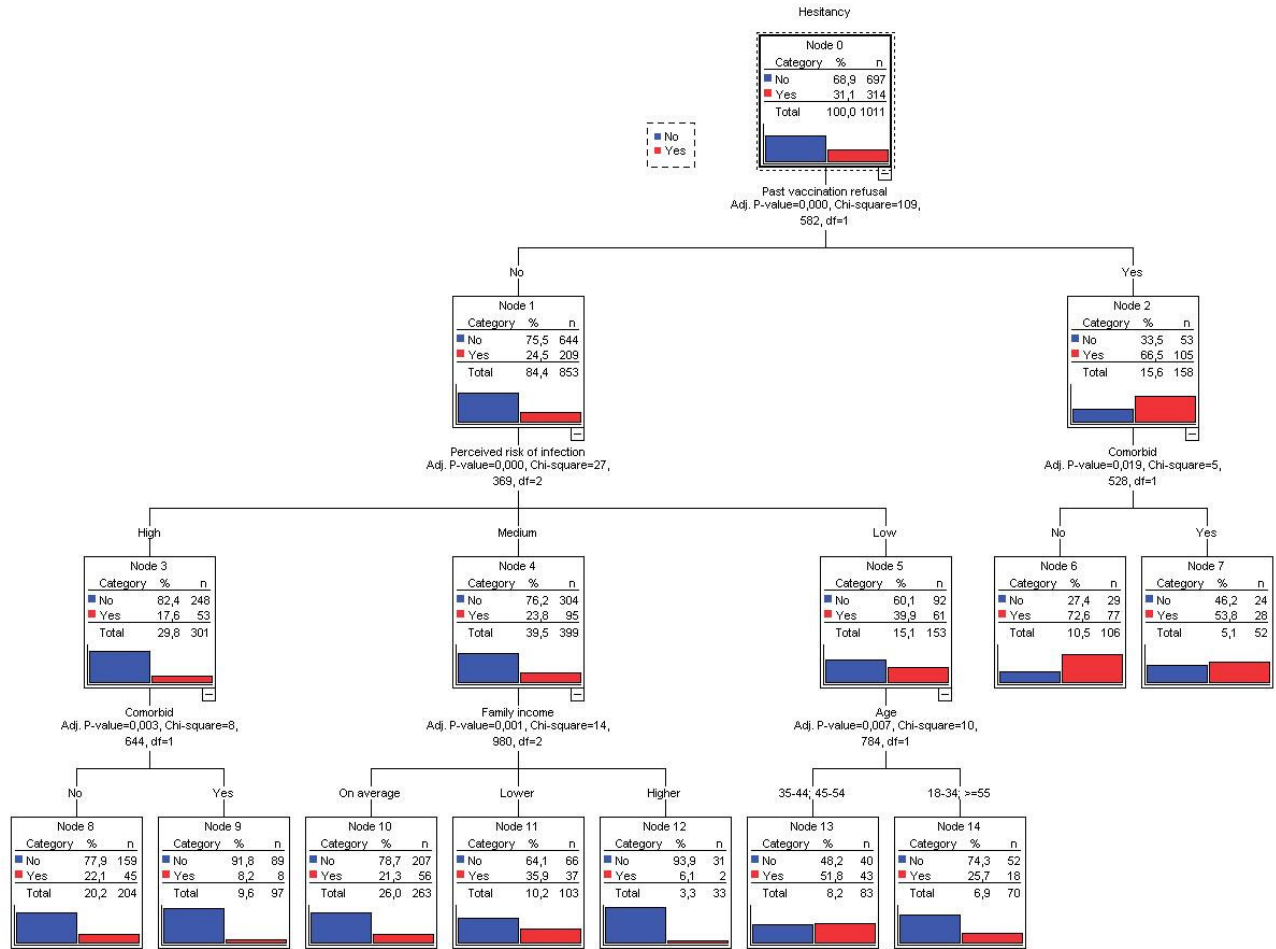 Hesitancy
Node 0
Category % n
No 68,9 697
Yes 31,1 314
Total 100,0 1011
No
Yes
Past vaccination refusal
Adj. P-value=0,000, Chi-square=109,
582, df=1
No
Yes
Node 1
Category % n
No 75,5 644
Yes 24,5 209
Total 84,4 853
Node 2
Category % n
No 33,5 53
Yes 66,5 105
Total 15,6 158
Perceived risk of infection
Adj. P-value=0,000, Chi-square=27,
369, df=2
Comorbid
Adj. P-value=0,019, Chi-square=5,
528, df=1
High
Medium
Low
No
Yes
Node 3
Category % n
No 82,4 248
Yes 17,6 53
Total 29,8 301
Node 4
Category % n
No 76,2 304
Yes 23,8 95
Total 39,5 399
Node 5
Category % n
No 60,1 92
Yes 39,9 61
Total 15,1 153
Node 6
Category % n
No 27,4 29
Yes 72,6 77
Total 10,5 106
Node 7
Category % n
No 46,2 24
Yes 53,8 28
Total 5,1 52
Comorbid
Adj. P-value=0,003, Chi-square=8,
644, df=1
Family income
Adj. P-value=0,001, Chi-square=14,
980, df=2
Age
Adj. P-value=0,007, Chi-square=10,
784, df=1
No
Yes
On average
Lower
Higher
35-44; 45-54
18-34; >=55
Node 8
Category % n
No 77,9 159
Yes 22,1 45
Total 20,2 204
Node 9
Category % n
No 91,8 89
Yes 8,2 8
Total 9,6 97
Node 10
Category % n
No 78,7 207
Yes 21,3 56
Total 26,0 263
Node 11
Category % n
No 64,1 66
Yes 35,9 37
Total 10,2 103
Node 12
Category % n
No 93,9 31
Yes 6,1 2
Total 3,3 33
Node 13
Category % n
No 48,2 40
Yes 51,8 43
Total 8,2 83
Node 14
Category % n
No 74,3 52
Yes 25,7 18
Total 6,9 70